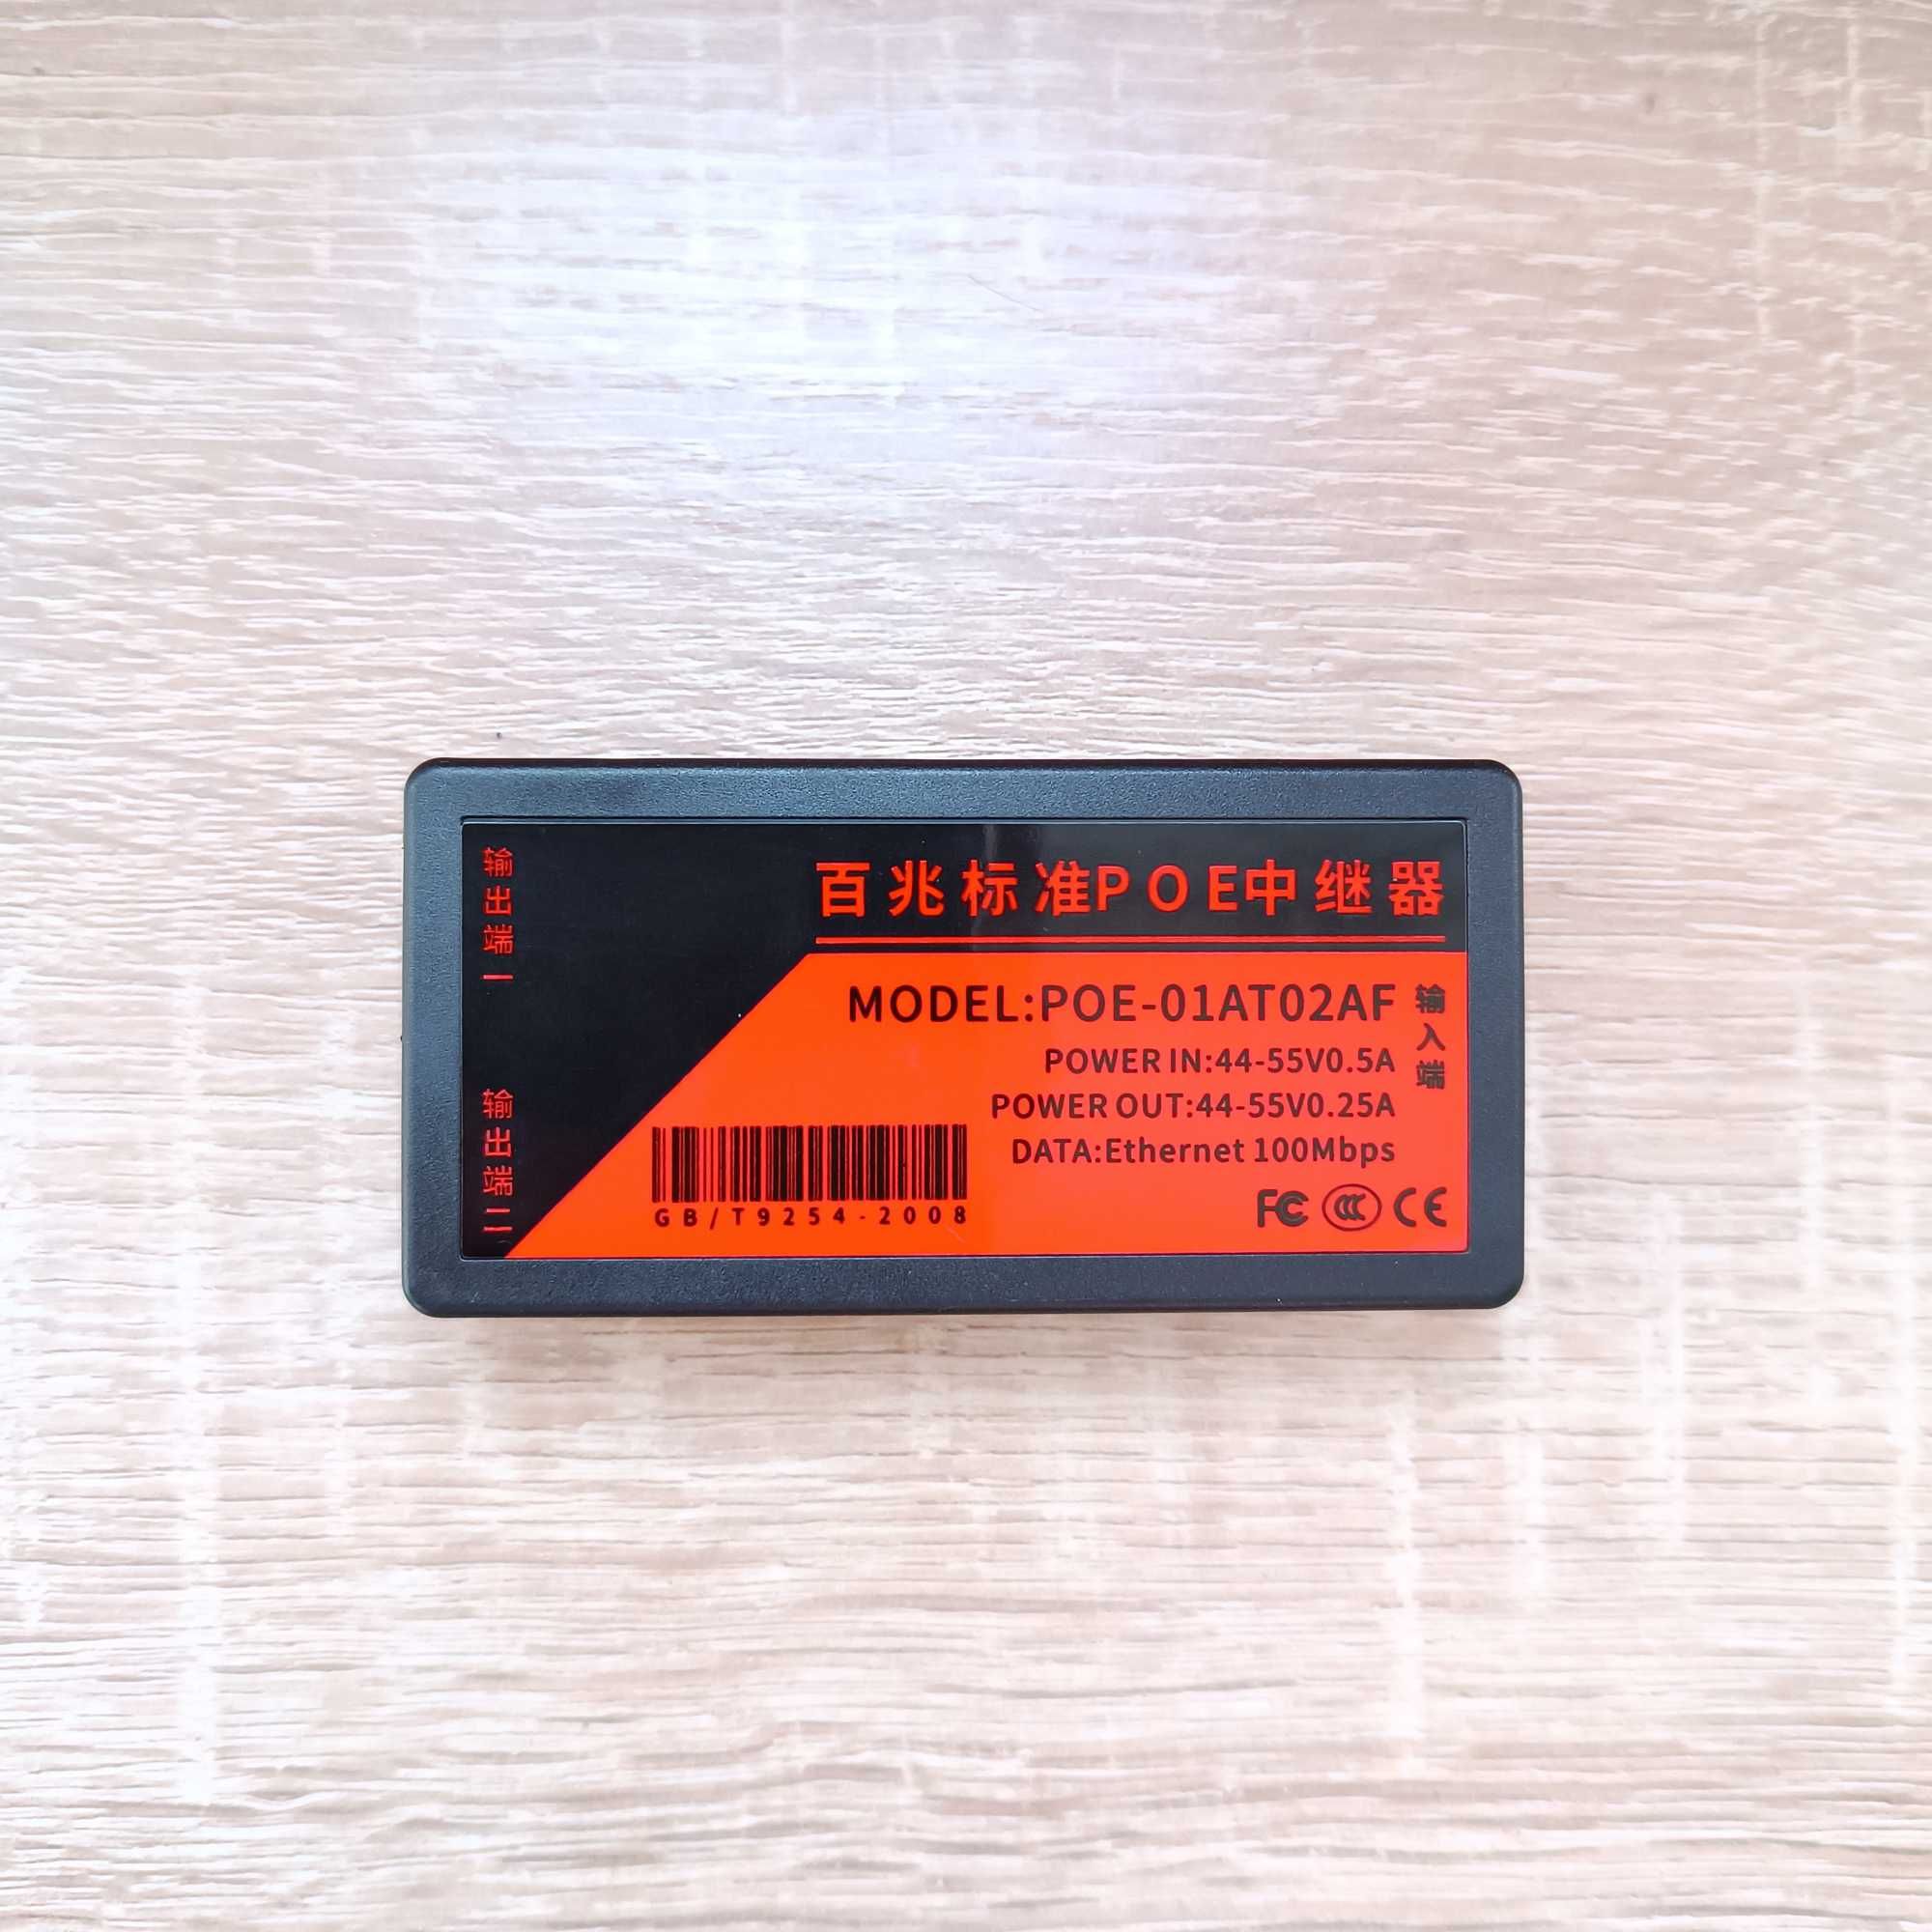 百兆标准POE中继器
输出端一
输出端二
MODEL:POE-01AT02AF
POWER IN:44-55V0.5A
POWER OUT:44-55V0.25A
DATA:Ethernet 100Mbps
输入端
GB/T9254-2008
FC CCC CE